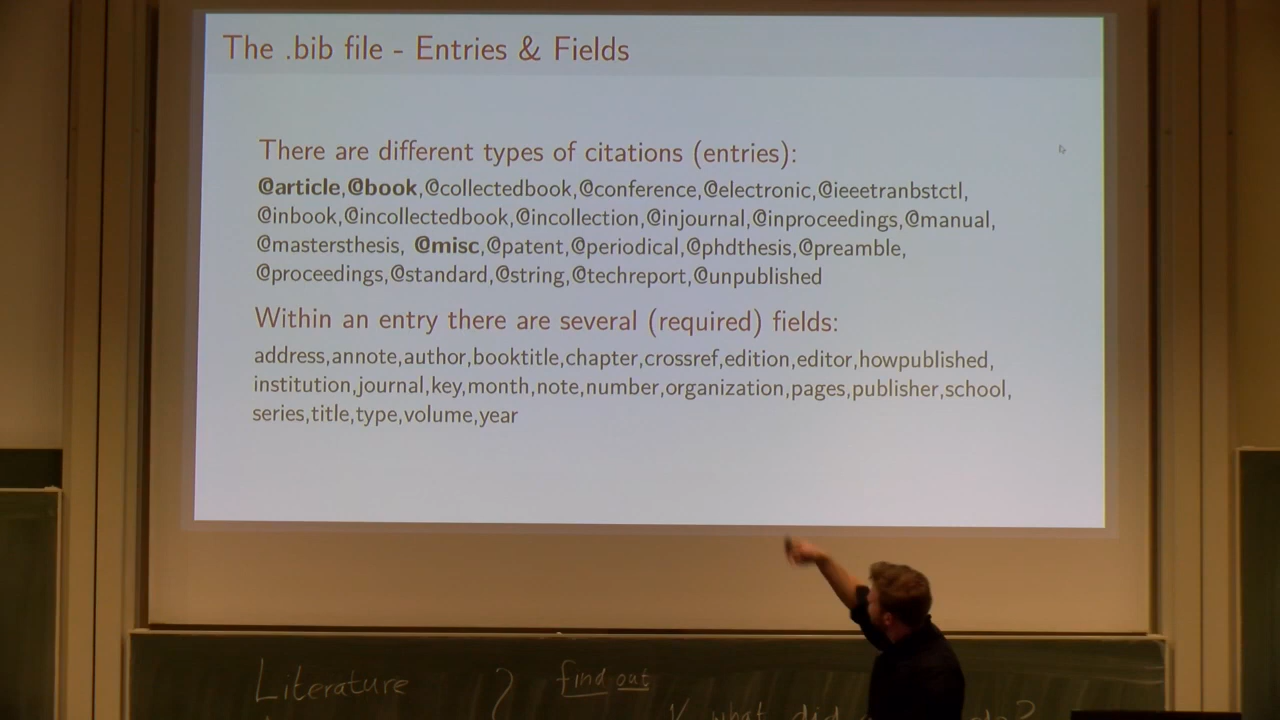 The .bib file - Entries & Fields
There are different types of citations (entries):
@article,@book,@collectedbook,@conference,@electronic,@ieeetranbstctl,
@inbook,@incollectedbook,@incollection,@injournal,@inproceedings,@manual,
@mastersthesis, @misc,@patent,@periodical,@phdthesis,@preamble,
@proceedings,@standard,@string,@techreport,@unpublished
Within an entry there are several (required) fields:
address,annote,author,booktitle,chapter,crossref,edition,editor,howpublished,
institution,journal,key,month,note,number,organization,pages,publisher,school,
series,title,type,volume,year
Literature find out
what did